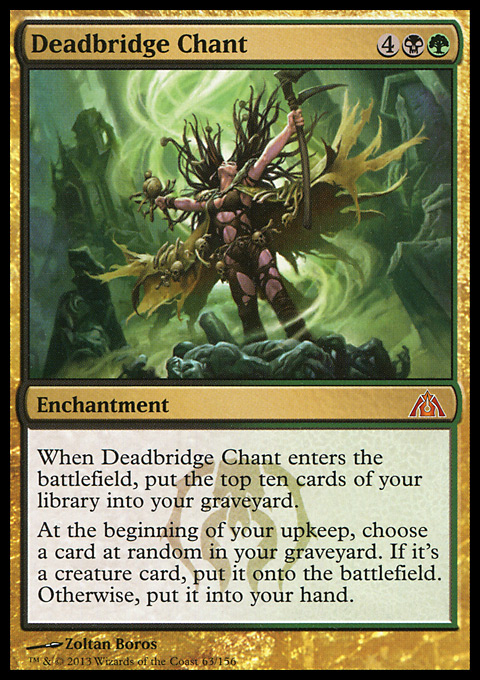 Deadbridge Chant 4
Enchantment
When Deadbridge Chant enters the
battlefield, put the top ten cards of your
library into your graveyard.
At the beginning of your upkeep, choose
a card at random in your graveyard. If it's
a creature card, put it onto the battlefield.
Otherwise, put it into your hand.
Zoltan Boros
™ & © 2013 Wizards of the Coast 63/156